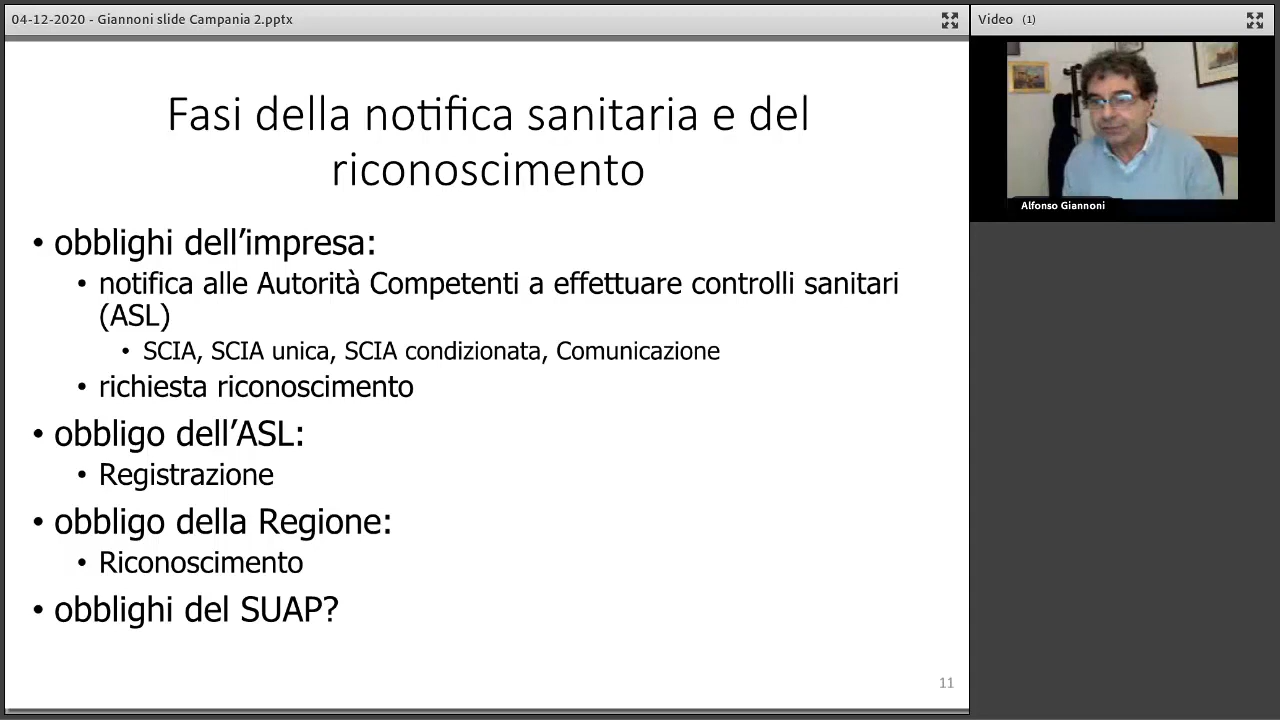 04-12-2020 - Giannoni slide Campania 2.pptx
Video (1)
Fasi della notifica sanitaria e del
riconoscimento
• obblighi dell'impresa:
• notifica alle Autorità Competenti a effettuare controlli sanitari
(ASL)
• SCIA, SCIA unica, SCIA condizionata, Comunicazione
• richiesta riconoscimento
• obbligo dell'ASL:
• Registrazione
• obbligo della Regione:
• Riconoscimento
• obblighi del SUAP?
11
Alfonso Giannoni